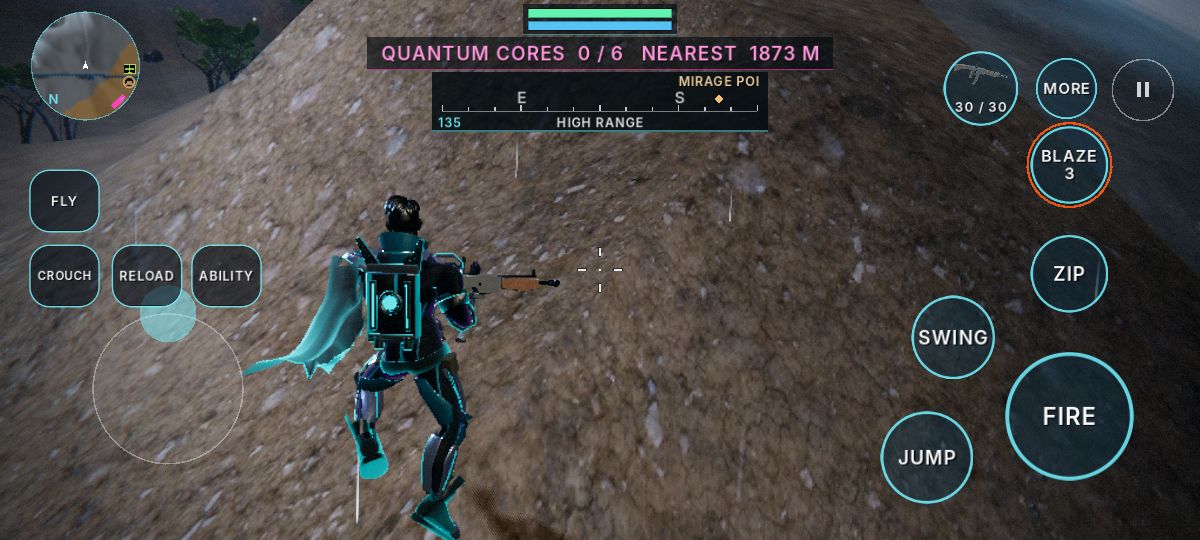 QUANTUM CORES 0 / 6 NEAREST 1873 M
MIRAGE POI
E S
135 HIGH RANGE
N
30 / 30
MORE
BLAZE
3
FLY
CROUCH
RELOAD
ABILITY
ZIP
SWING
FIRE
JUMP